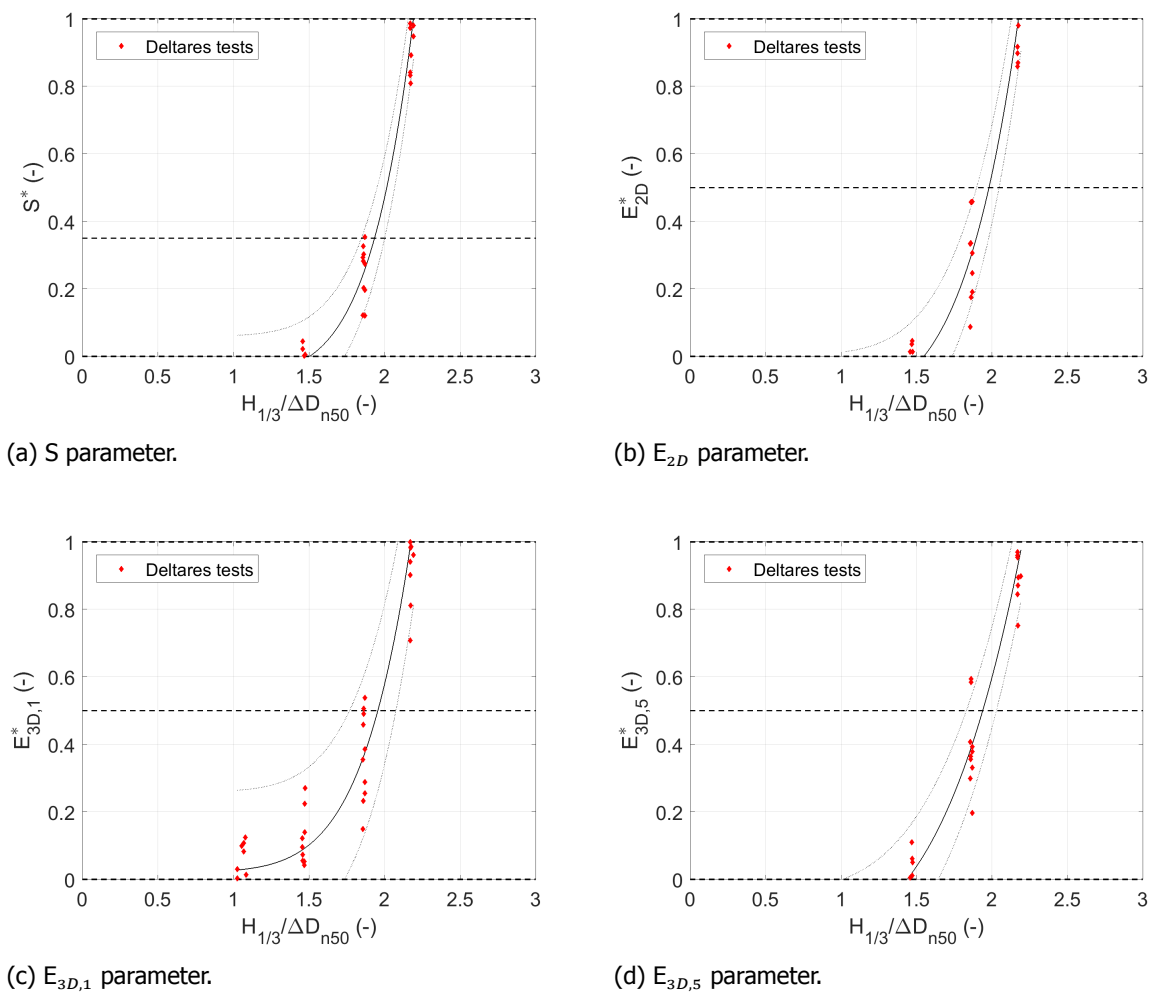 Deltares tests
1
0.8
0.6
0.4
0.2
0
S* (-)
0 0.5 1 1.5 2 2.5 3
H1/3/ΔDn50 (-)
(a) S parameter.
Deltares tests
1
0.8
0.6
0.4
0.2
0
E*2D (-)
0 0.5 1 1.5 2 2.5 3
H1/3/ΔDn50 (-)
(b) E2D parameter.
Deltares tests
1
0.8
0.6
0.4
0.2
0
E*3D,1 (-)
0 0.5 1 1.5 2 2.5 3
H1/3/ΔDn50 (-)
(c) E3D,1 parameter.
Deltares tests
1
0.8
0.6
0.4
0.2
0
E*3D,5 (-)
0 0.5 1 1.5 2 2.5 3
H1/3/ΔDn50 (-)
(d) E3D,5 parameter.